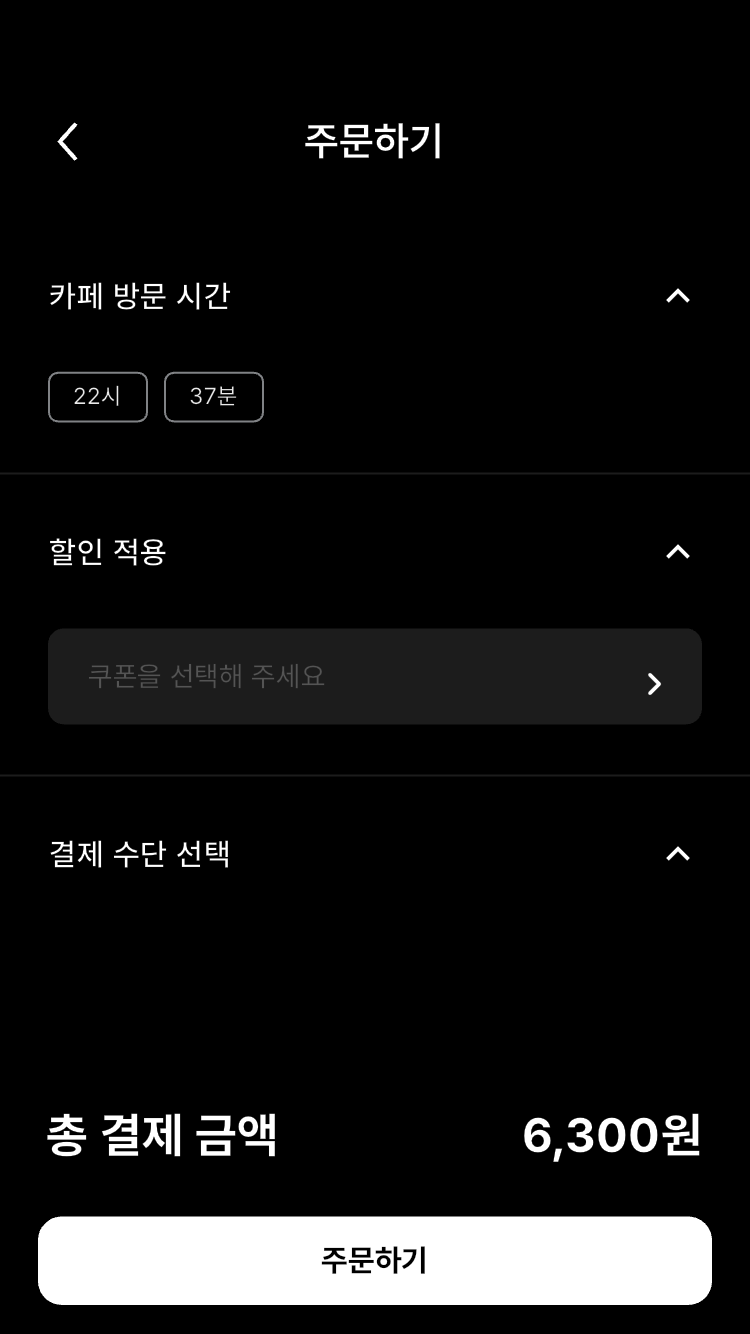 주문하기
카페 방문 시간
22시 37분
할인 적용
쿠폰을 선택해 주세요
결제 수단 선택
총 결제 금액 6,300원
주문하기